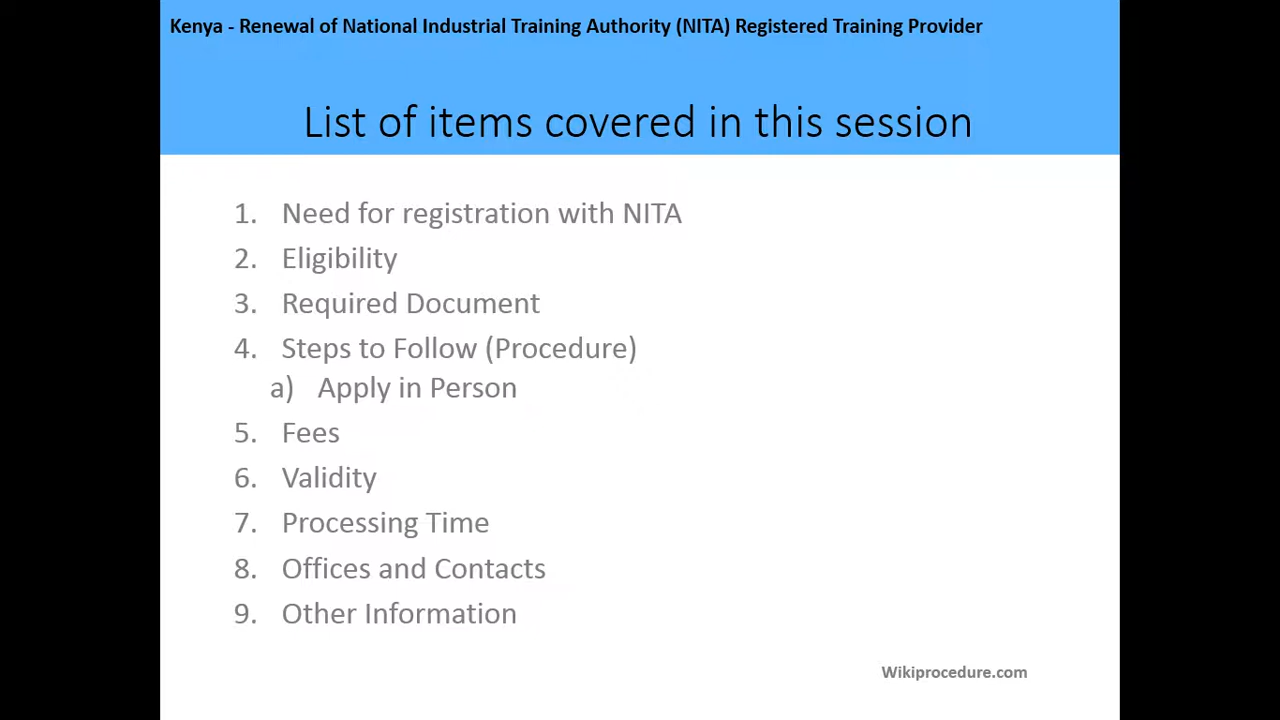 Kenya - Renewal of National Industrial Training Authority (NITA) Registered Training Provider
List of items covered in this session
1. Need for registration with NITA
2. Eligibility
3. Required Document
4. Steps to Follow (Procedure)
a) Apply in Person
5. Fees
6. Validity
7. Processing Time
8. Offices and Contacts
9. Other Information
Wikiprocedure.com